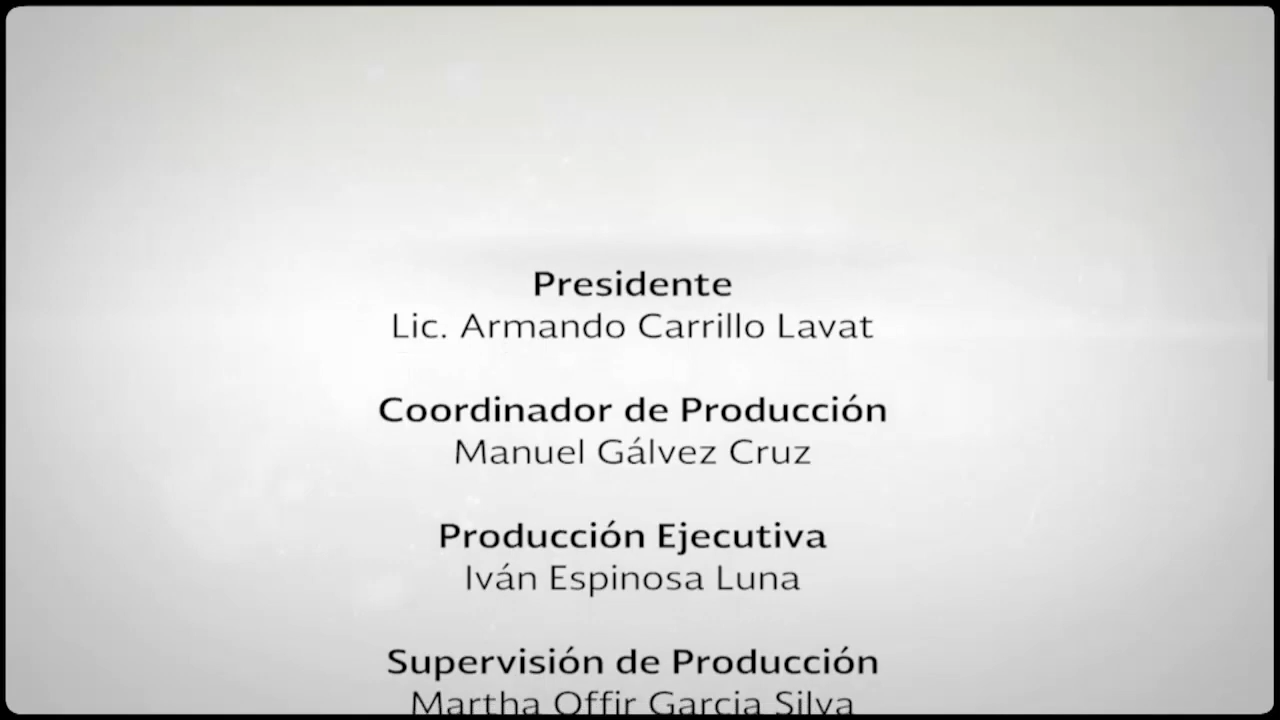 Presidente
Lic. Armando Carrillo Lavat
Coordinador de Producción
Manuel Gálvez Cruz
Producción Ejecutiva
Iván Espinosa Luna
Supervisión de Producción
Martha Offir Garcia Silva